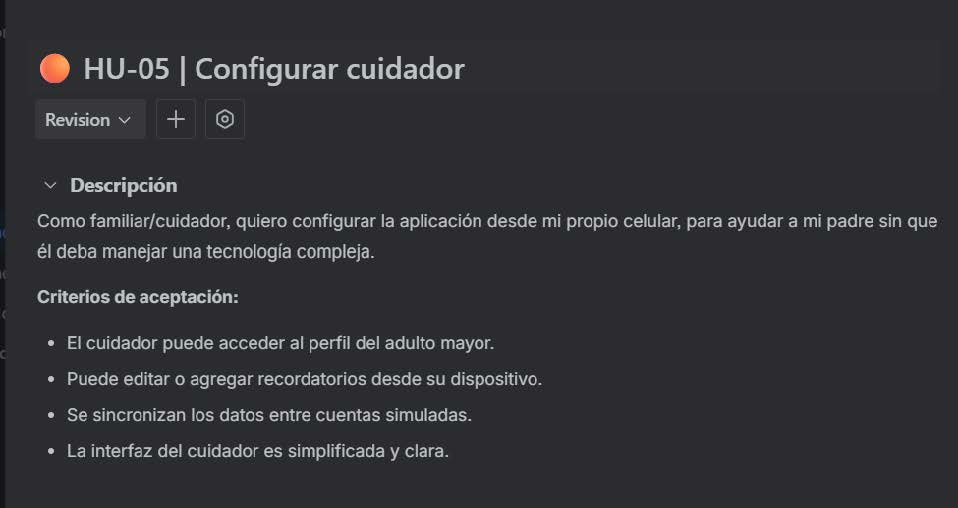 HU-05 | Configurar cuidador
Revision
Descripción
Como familiar/cuidador, quiero configurar la aplicación desde mi propio celular, para ayudar a mi padre sin que
él deba manejar una tecnología compleja.
Criterios de aceptación:
• El cuidador puede acceder al perfil del adulto mayor.
• Puede editar o agregar recordatorios desde su dispositivo.
• Se sincronizan los datos entre cuentas simuladas.
• La interfaz del cuidador es simplificada y clara.